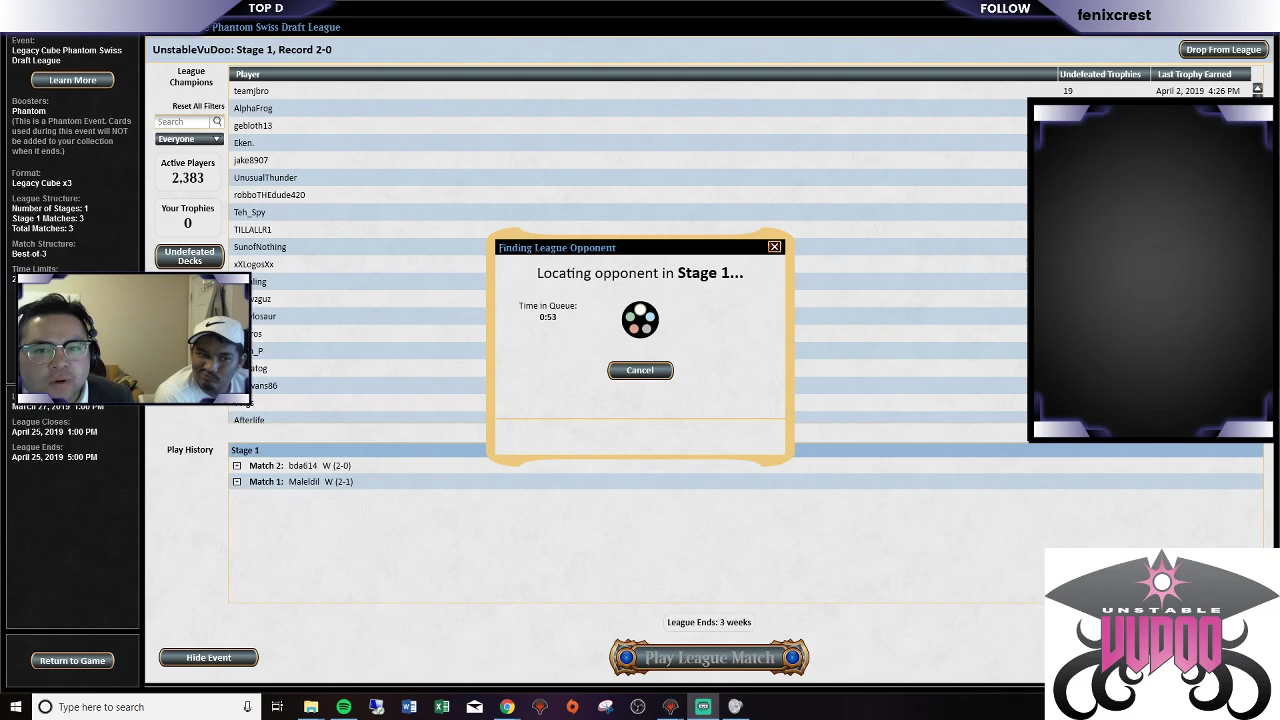 TOP D
FOLLOW
fenixcrest
Phantom Swiss Draft League
Event:
Legacy Cube Phantom Swiss
Draft League
Learn More
Boosters:
Phantom
(This is a Phantom Event. Cards
used during this event will NOT
be added to your collection
when it ends.)
Format:
Legacy Cube x3
League Structure:
Number of Stages: 1
Stage 1 Matches: 3
Total Matches: 3
Match Structure:
Best-of-3
Time Limits:
March 27, 2019 1:00 PM
League Closes:
April 25, 2019 1:00 PM
League Ends:
April 25, 2019 5:00 PM
Return to Game
UnstableVuDoo: Stage 1, Record 2-0
Drop From League
League
Champions
Reset All Filters
Search
Everyone
Active Players
2,383
Your Trophies
0
Undefeated
Decks
Player
Undefeated Trophies
Last Trophy Earned
teamjbro
19
April 2, 2019 4:26 PM
AlphaFrog
gebloth13
Eken.
jake8907
UnusualThunder
robboTHEdude420
Teh_Spy
TILLALLR1
SunofNothing
xXLogosXx
Afterlife
Finding League Opponent
Locating opponent in Stage 1...
Time in Queue:
0:53
Cancel
Play History
Stage 1
Match 2: bda614 W (2-0)
Match 1: Maleldil W (2-1)
League Ends: 3 weeks
Hide Event
Play League Match
UNSTABLE
VUDOO
Type here to search